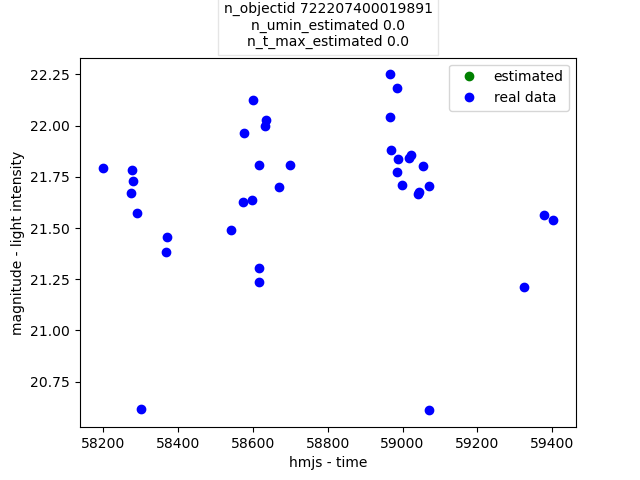 n_objectid 722207400019891
n_umin_estimated 0.0
n_t_max_estimated 0.0
estimated
real data
22.25
22.00
21.75
21.50
21.25
21.00
20.75
magnitude - light intensity
58200 58400 58600 58800 59000 59200 59400
hmjs - time